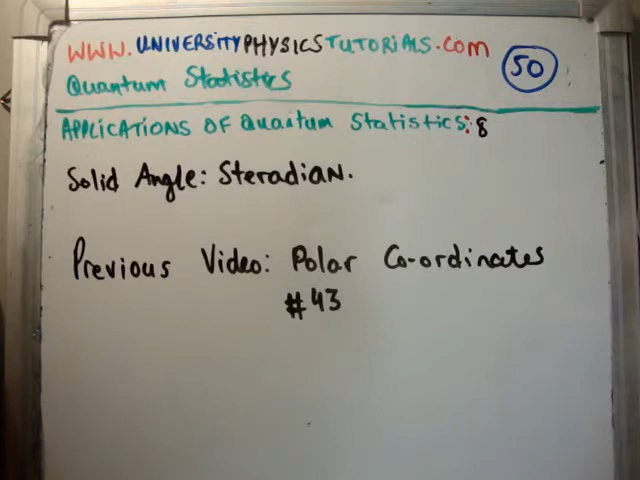 WWW.UNIVERSITYPHYSICSTUTORIALS.COM
50
Quantum Statistics
APPLICATIONS OF Quantum Statistics: 8
Solid Angle: Steradian.
Previous Video: Polar Co-ordinates
#43